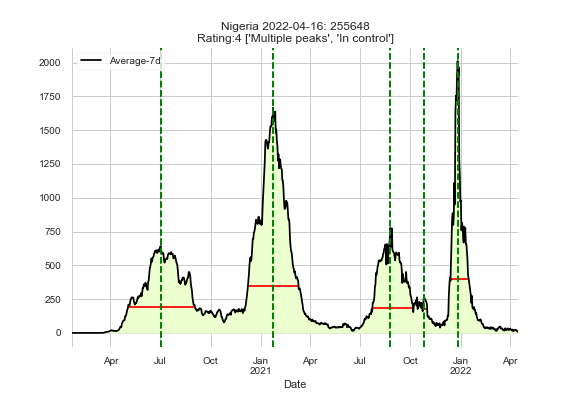 Nigeria 2022-04-16: 255648
Rating:4 ['Multiple peaks', 'In control']
Average-7d
2000
1750
1500
1250
1000
750
500
250
0
Apr Jul Oct Jan Apr Jul Oct Jan Apr
2021 2022
Date